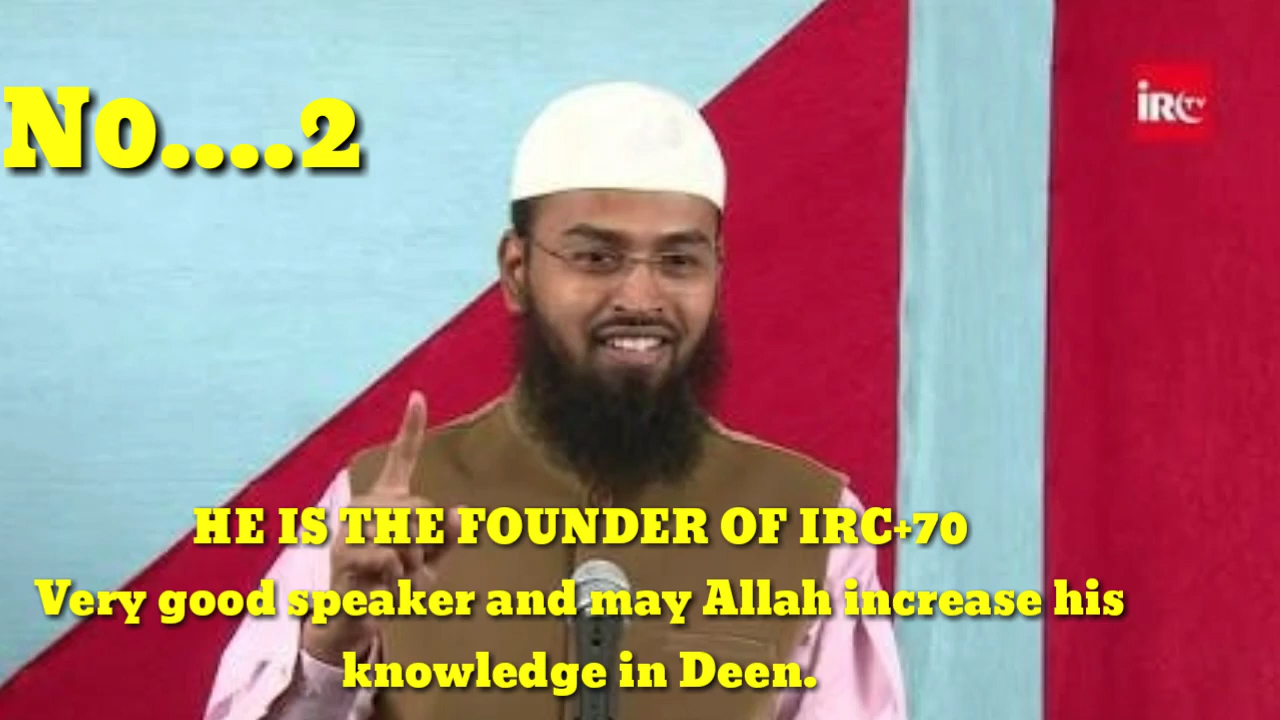 No....2
iRC TV
HE IS THE FOUNDER OF IRC+70
Very good speaker and may Allah increase his
knowledge in Deen.